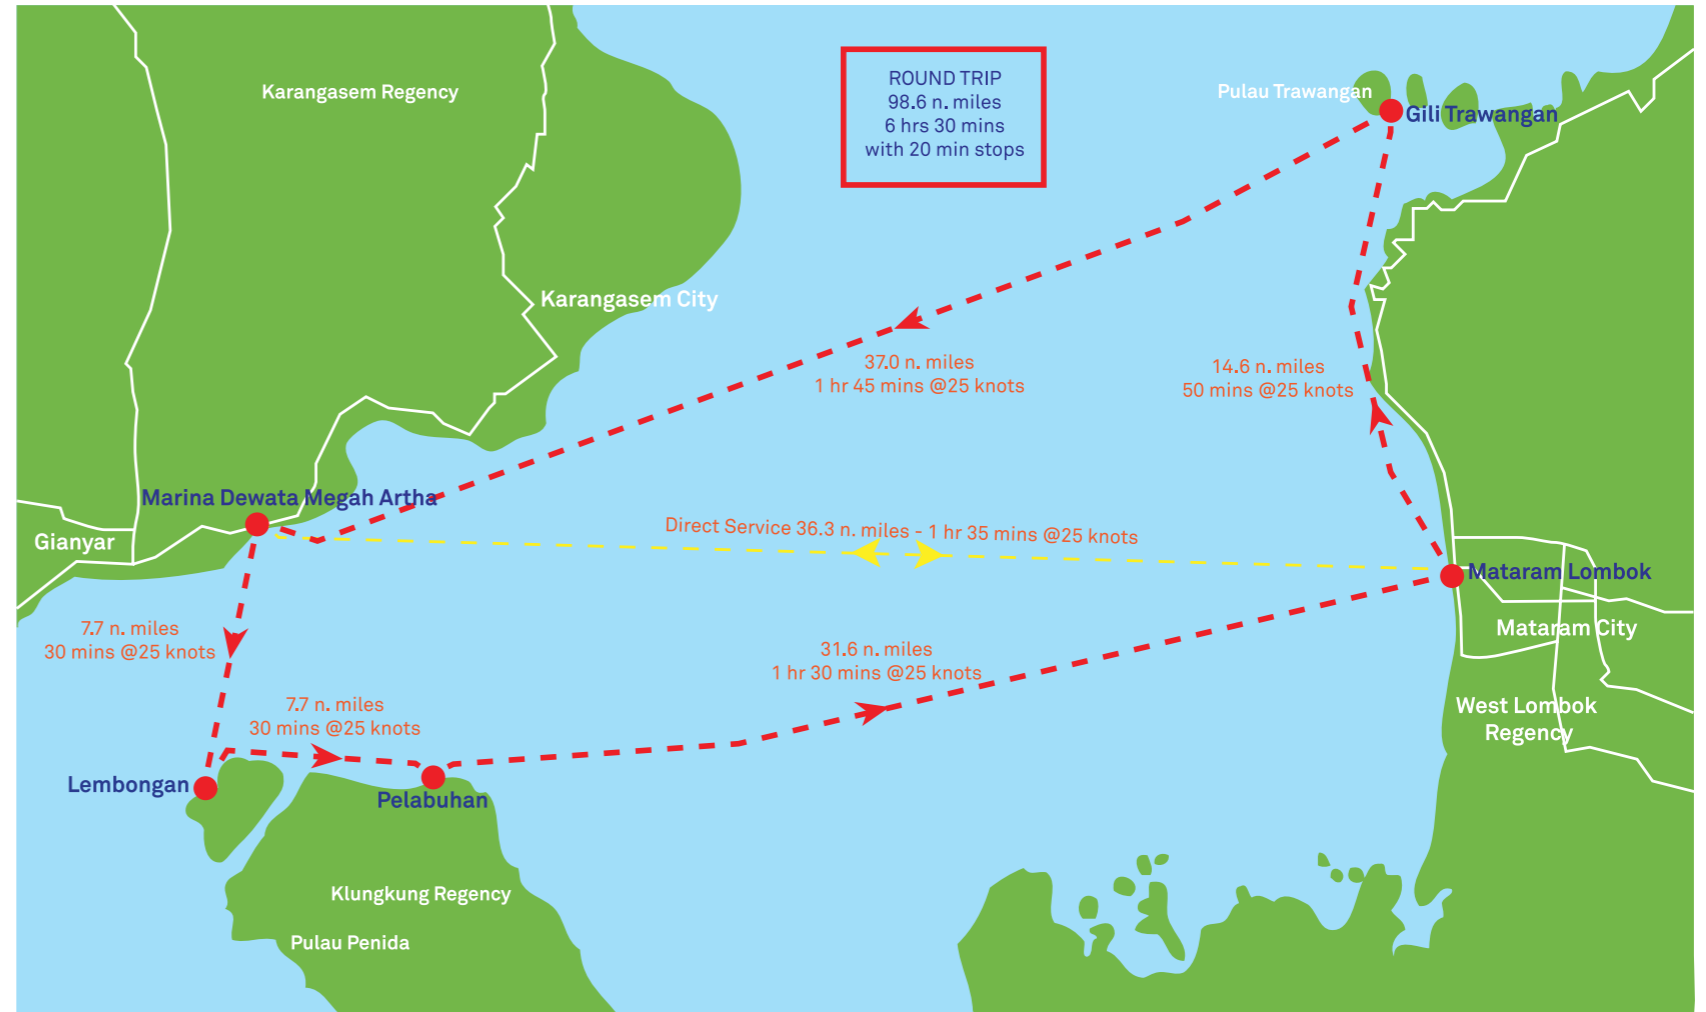 Karangasem Regency
ROUND TRIP
98.6 n. miles
6 hrs 30 mins
with 20 min stops
Pulau Trawangan
Gili Trawangan
Karangasem City
37.0 n. miles
1 hr 45 mins @25 knots
14.6 n. miles
50 mins @25 knots
Marina Dewata Megah Artha
Gianyar
Direct Service 36.3 n. miles - 1 hr 35 mins @25 knots
Mataram Lombok
Mataram City
7.7 n. miles
30 mins @25 knots
31.6 n. miles
1 hr 30 mins @25 knots
7.7 n. miles
30 mins @25 knots
West Lombok
Regency
Lembongan
Pelabuhan
Klungkung Regency
Pulau Penida